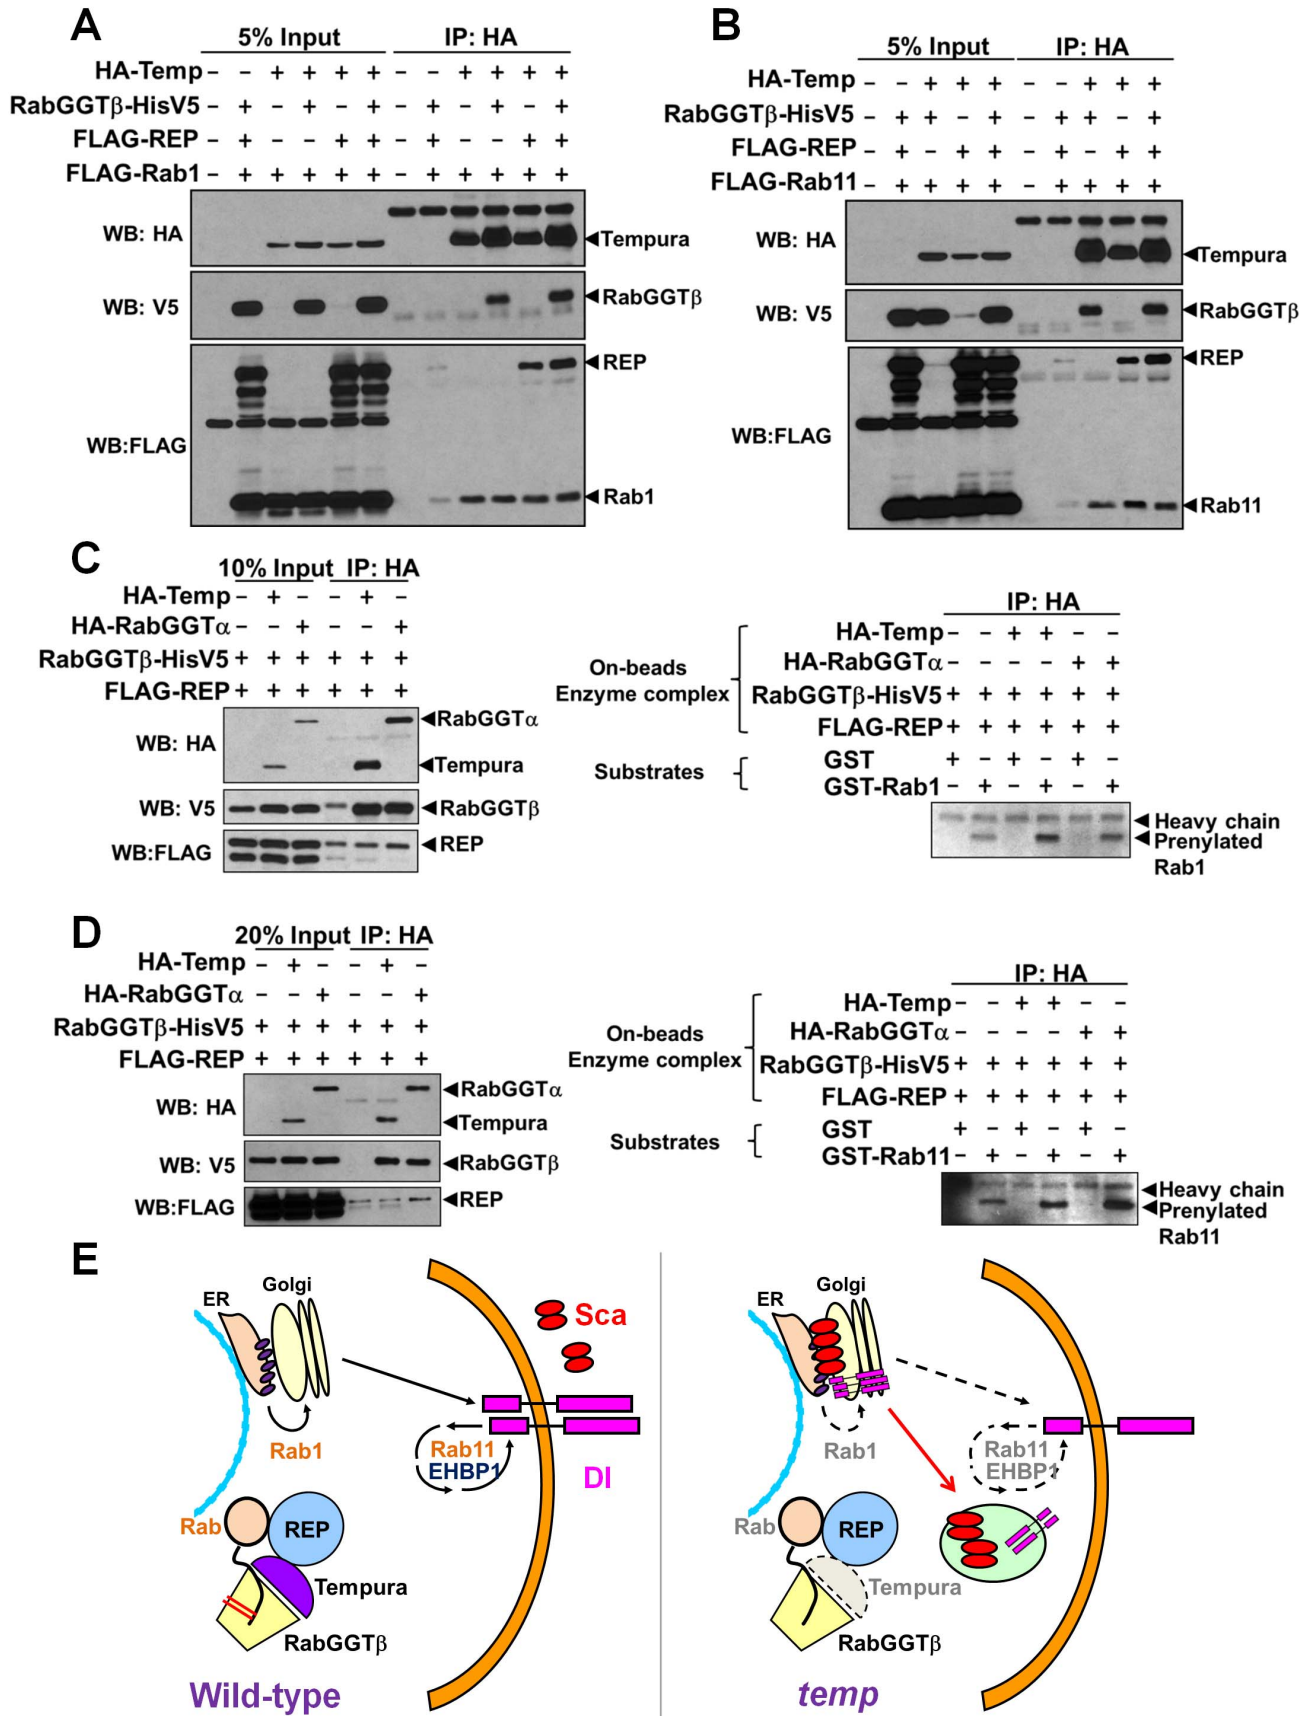 A
5% Input IP: HA
HA-Temp – – + + + + – – + + + +
RabGGTβ-HisV5 – + – + – + – + – + – +
FLAG-REP – + – – + + – + – – + +
FLAG-Rab1 – + + + + + – + + + + +
WB: HA
Tempura
WB: V5
RabGGTβ
WB:FLAG
REP
Rab1
B
5% Input IP: HA
HA-Temp – – + + + – – + + +
RabGGTβ-HisV5 – + + – + – + + – +
FLAG-REP – + – + + – + – + +
FLAG-Rab11 – + + + + – + + + +
WB: HA
Tempura
WB: V5
RabGGTβ
WB:FLAG
REP
Rab11
C
10% Input IP: HA
HA-Temp – + – – + –
HA-RabGGTα – – + – – +
RabGGTβ-HisV5 + + + + + +
FLAG-REP + + + + + +
WB: HA
RabGGTα
Tempura
WB: V5
RabGGTβ
WB:FLAG
REP
IP: HA
HA-Temp – – + + – –
HA-RabGGTα – – – – + +
RabGGTβ-HisV5 + + + + + +
FLAG-REP + + + + + +
On-beads
Enzyme complex
GST + – + – + –
GST-Rab1 – + – + – +
Substrates
Heavy chain
Prenylated
Rab1
D
20% Input IP: HA
HA-Temp – + – – + –
HA-RabGGTα – – + – – +
RabGGTβ-HisV5 + + + + + +
FLAG-REP + + + + + +
WB: HA
RabGGTα
Tempura
WB: V5
RabGGTβ
WB:FLAG
REP
IP: HA
HA-Temp – – + + – –
HA-RabGGTα – – – – + +
RabGGTβ-HisV5 + + + + + +
FLAG-REP + + + + + +
On-beads
Enzyme complex
GST + – + – + –
GST-Rab11 – + – + – +
Substrates
Heavy chain
Prenylated
Rab11
E
ER
Golgi
Sca
Rab1
Rab11
EHBP1
Dl
Rab
REP
Tempura
RabGGTβ
Wild-type
ER
Golgi
Rab1
Rab11
EHBP1
Rab
REP
Tempura
RabGGTβ
temp